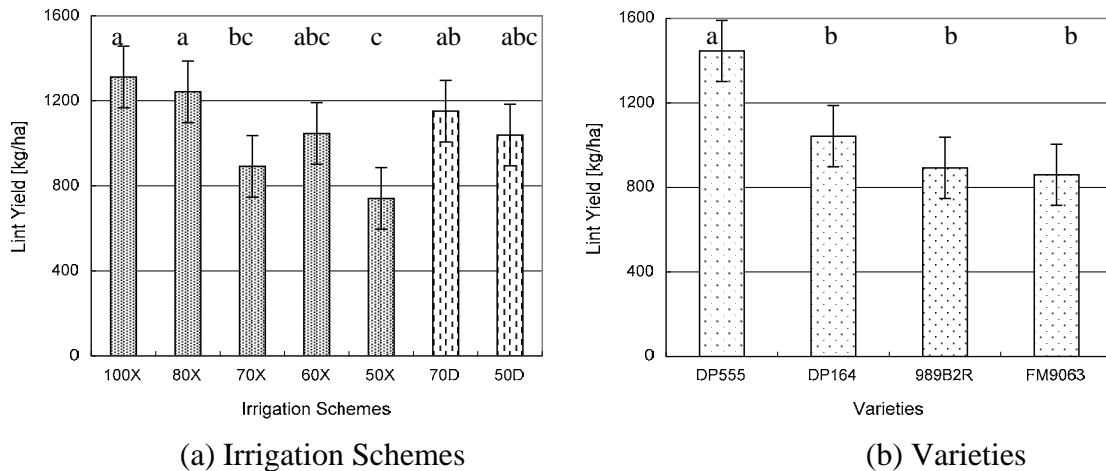 1600
1200
800
400
0
Lint Yield [kg/ha]
a a bc abc c ab abc
100X 80X 70X 60X 50X 70D 50D
Irrigation Schemes
(a) Irrigation Schemes
1600
1200
800
400
0
Lint Yield [kg/ha]
a b b b
DP555 DP164 989B2R FM9063
Varieties
(b) Varieties